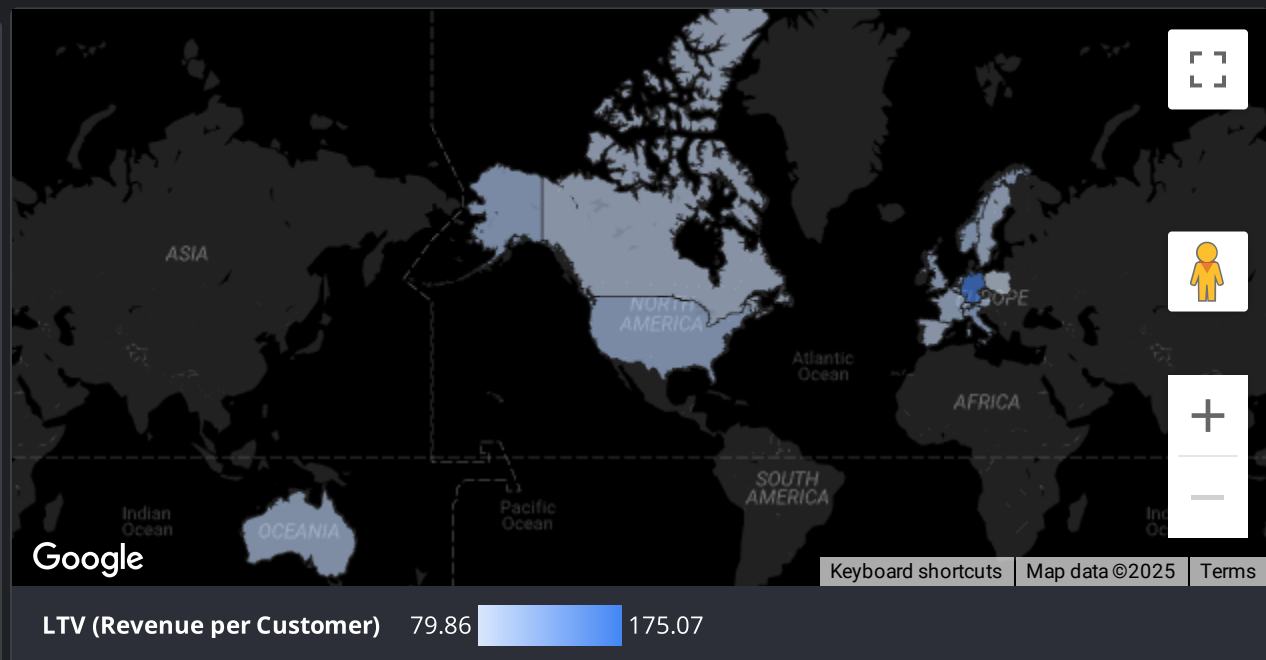 ASIA
NORTH
AMERICA
EUROPE
Atlantic
Ocean
AFRICA
SOUTH
AMERICA
Indian
Ocean
OCEANIA
Pacific
Ocean
Google
Keyboard shortcuts
Map data ©2025
Terms
LTV (Revenue per Customer)
79.86
175.07